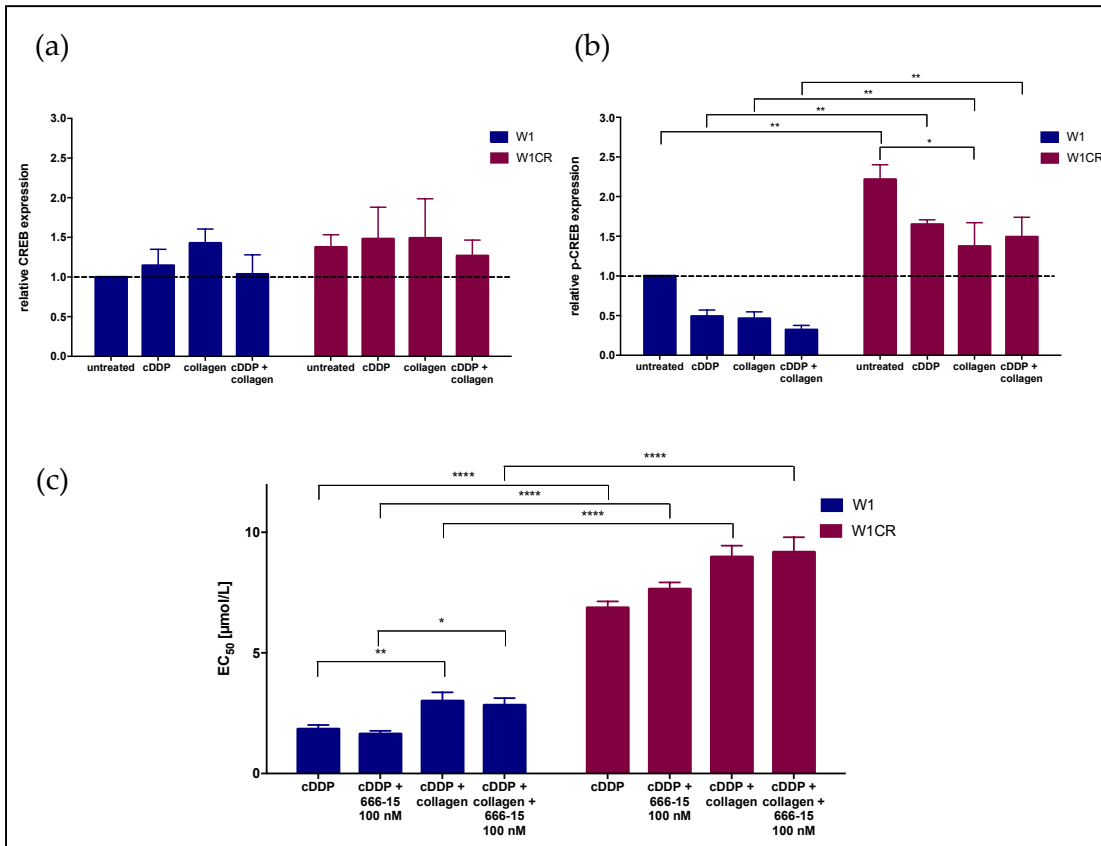 (a)
3.0
2.5
2.0
1.5
1.0
0.5
0.0
relative CREB expression
W1
W1CR
untreated cDDP collagen cDDP + untreated cDDP collagen cDDP +
collagen collagen
(b)
**
**
**
**
*
3.0
2.5
2.0
1.5
1.0
0.5
0.0
relative p-CREB expression
W1
W1CR
untreated cDDP collagen cDDP + untreated cDDP collagen cDDP +
collagen collagen
(c)
****
****
****
*
**
10
5
0
EC50 [µmol/L]
W1
W1CR
cDDP cDDP + cDDP + cDDP + cDDP cDDP + cDDP + cDDP +
666-15 collagen collagen + 666-15 collagen collagen +
100 nM 666-15 100 nM 666-15
100 nM 100 nM